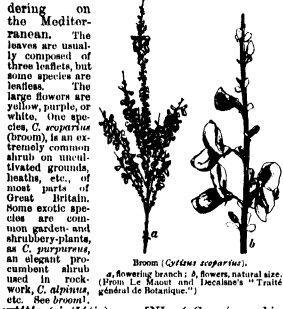 dering on
the Mediter-
ranean. The
leaves are usual-
ly composed of
three leaflets, but
some species are
leafless. The
large flowers are
yellow, purple, or
white. One spe-
cies, C. scoparius
(broom), is an ex-
tremely common
shrub on uncul-
tivated grounds,
heaths, etc., of
most parts of
Great Britain.
Some exotic spe-
cies are com-
mon garden- and
shrubbery-plants,
as C. purpureus,
an elegant pro-
cumbent shrub
used in rock-
work, C. alpinus,
etc. See broom1.
a
b
Broom (Cytisus scoparius).
a, flowering branch; b, flowers, natural size.
(From Le Maout and Decaisne's "Traité
général de Botanique.")